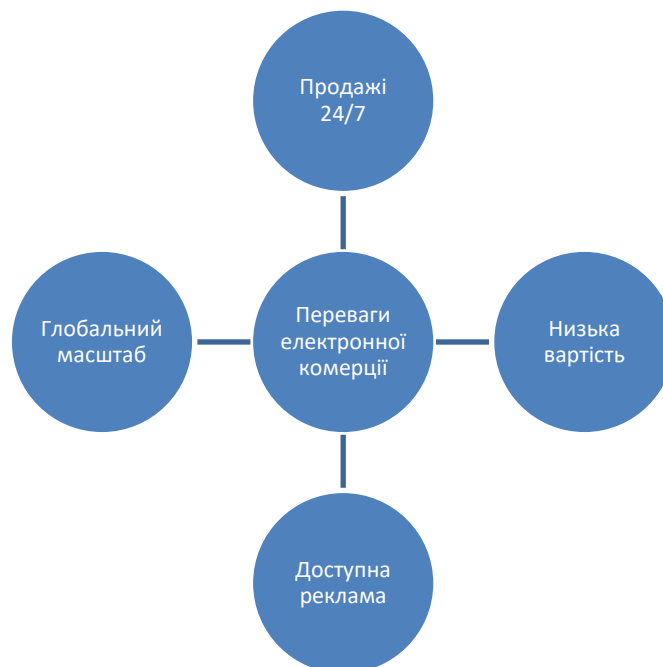 Продажі
24/7
Глобальний
масштаб
Переваги
електронної
комерції
Низька
вартість
Доступна
реклама